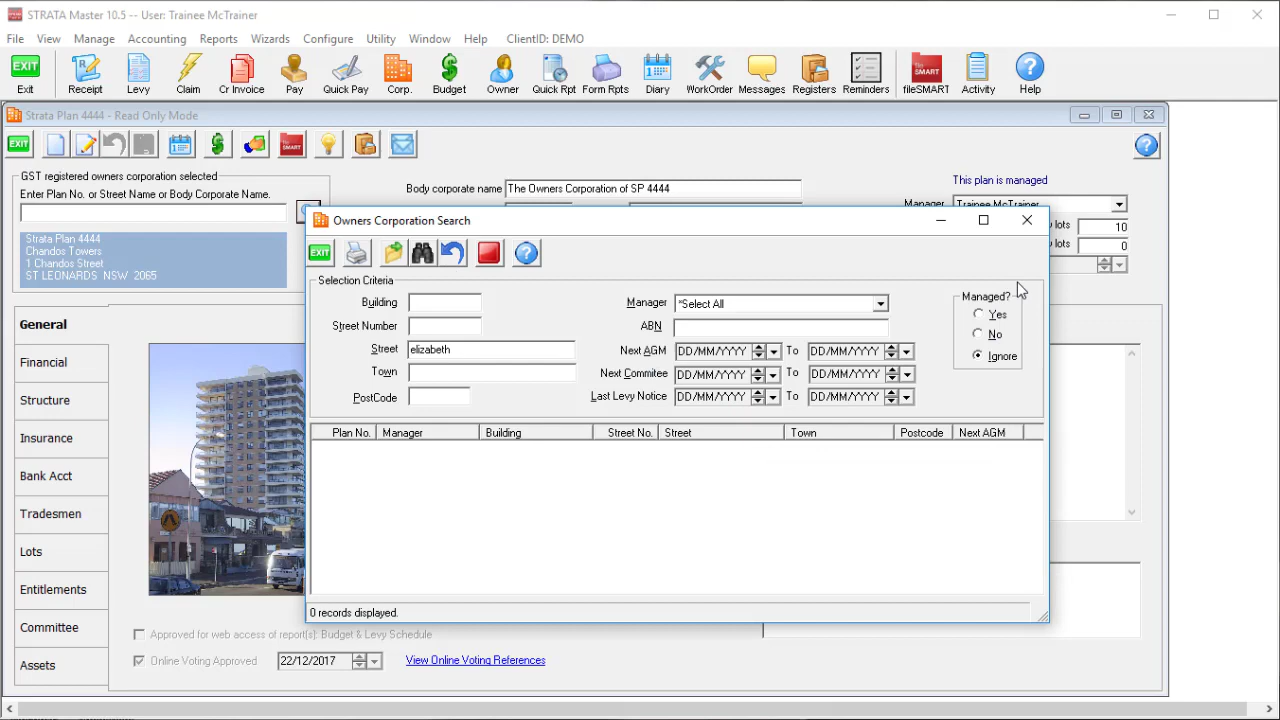 STRATA Master 10.5 -- User: Trainee McTrainer
File View Manage Accounting Reports Wizards Configure Utility Window Help ClientID: DEMO
EXIT
Exit Receipt Levy Claim Cr Invoice Pay Quick Pay Corp. Budget Owner Quick Rpt Form Rpts Diary WorkOrder Messages Registers Reminders fileSMART Activity Help
Strata Plan 4444 - Read Only Mode
EXIT
GST registered owners corporation selected
Enter Plan No. or Street Name or Body Corporate Name.
Body corporate name The Owners Corporation of SP 4444
This plan is managed
Manager Trainee McTrainer
lots 10
lots 0
Strata Plan 4444
Chandos Towers
1 Chandos Street
ST LEONARDS NSW 2065
Owners Corporation Search
EXIT
Selection Criteria
Building
Street Number
Street elizabeth
Town
PostCode
Manager *Select All
ABN
Next AGM DD/MM/YYYY To DD/MM/YYYY
Next Commitee DD/MM/YYYY To DD/MM/YYYY
Last Levy Notice DD/MM/YYYY To DD/MM/YYYY
Managed?
Yes
No
Ignore
Plan No. Manager Building Street No. Street Town Postcode Next AGM
0 records displayed.
General
Financial
Structure
Insurance
Bank Acct
Tradesmen
Lots
Entitlements
Committee
Assets
Approved for web access of report(s): Budget & Levy Schedule
Online Voting Approved 22/12/2017 View Online Voting References